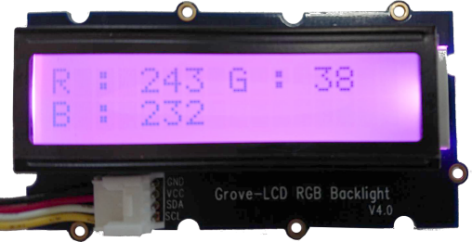 R : 243 G : 38
B : 232
GND
VCC
SDA
SCL
Grove-LCD RGB Backlight
V4.0